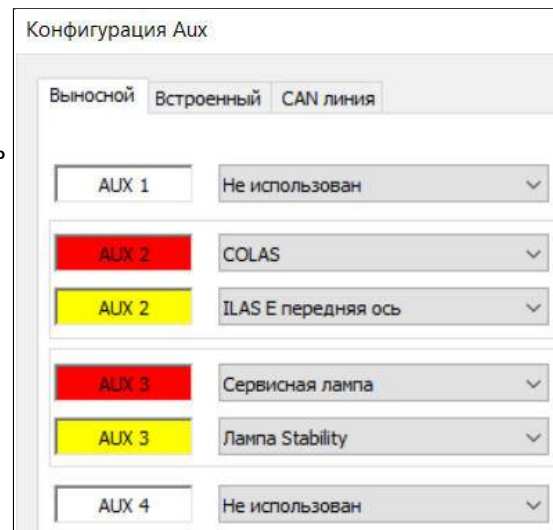 Конфигурация Aux
Выносной Встроенный CAN линия
AUX 1 Не использован
AUX 2 COLAS
AUX 2 ILAS E передняя ось
AUX 3 Сервисная лампа
AUX 3 Лампа Stability
AUX 4 Не использован